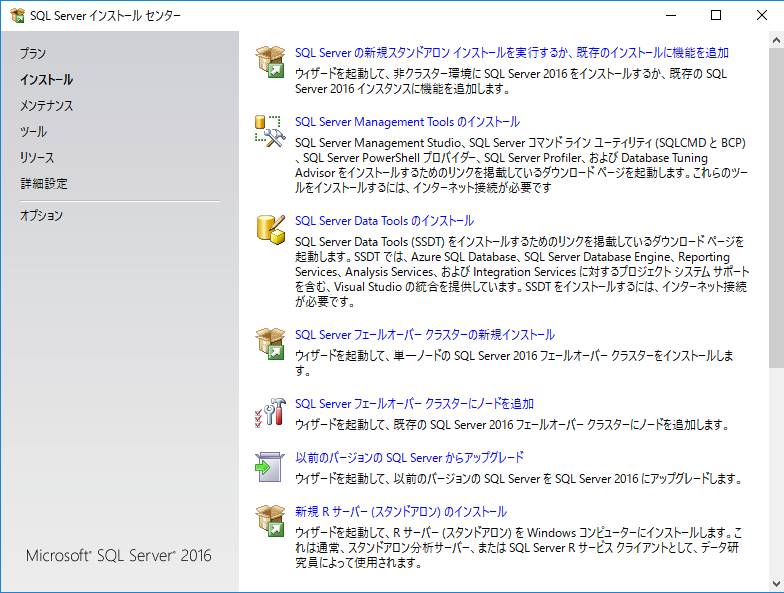 SQL Server インストール センター
プラン
インストール
メンテナンス
ツール
リソース
詳細設定
オプション
Microsoft® SQL Server® 2016
SQL Server の新規スタンドアロン インストールを実行するか、既存のインストールに機能を追加
ウィザードを起動して、非クラスター環境に SQL Server 2016 をインストールするか、既存の SQL
Server 2016 インスタンスに機能を追加します。
SQL Server Management Tools のインストール
SQL Server Management Studio、SQL Server コマンド ライン ユーティリティ (SQLCMD と BCP)
、SQL Server PowerShell プロバイダー、SQL Server Profiler、および Database Tuning
Advisor をインストールするためのリンクを掲載しているダウンロード ページを起動します。これらのツー
ルをインストールするには、インターネット接続が必要です
SQL Server Data Tools のインストール
SQL Server Data Tools (SSDT) をインストールするためのリンクを掲載しているダウンロード ページを
起動します。SSDT では、Azure SQL Database、SQL Server Database Engine、Reporting
Services、Analysis Services、および Integration Services に対するプロジェクト システム サポート
を含む、Visual Studio の統合を提供しています。SSDT をインストールするには、インターネット接続
が必要です。
SQL Server フェールオーバー クラスターの新規インストール
ウィザードを起動して、単一ノードの SQL Server 2016 フェールオーバー クラスターをインストールしま
す。
SQL Server フェールオーバー クラスターにノードを追加
ウィザードを起動して、既存の SQL Server 2016 フェールオーバー クラスターにノードを追加します。
以前のバージョンの SQL Server からアップグレード
ウィザードを起動して、以前のバージョンの SQL Server を SQL Server 2016 にアップグレードします。
新規 R サーバー (スタンドアロン) のインストール
ウィザードを起動して、R サーバー (スタンドアロン) を Windows コンピューターにインストールします。こ
れは通常、スタンドアロン分析サーバー、または SQL Server R サービス クライアントとして、データ研
究員によって使用されます。